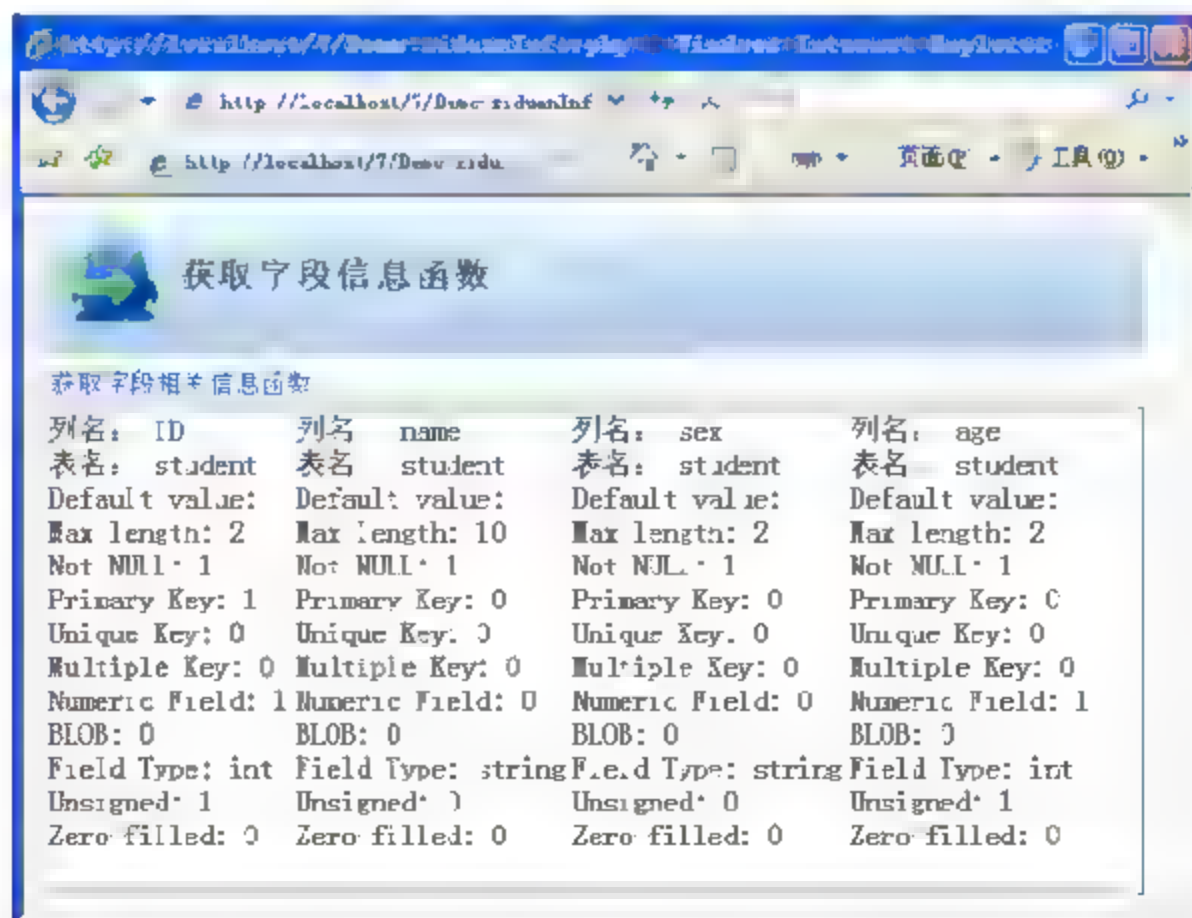 http://localhost/7/Demo
http://localhost/7/Demo
页面 工具(O)
获取字段信息函数
获取字段相关信息函数
列名: ID 列名 name 列名: sex 列名: age
表名: student 表名 student 表名: student 表名 student
Default value: Default value: Default value: Default value:
Max length: 2 Max length: 10 Max length: 2 Max length: 2
Not NULL: 1 Not NULL: 1 Not NULL: 1 Not NULL: 1
Primary Key: 1 Primary Key: 0 Primary Key: 0 Primary Key: 0
Unique Key: 0 Unique Key: 0 Unique Key: 0 Unique Key: 0
Multiple Key: 0 Multiple Key: 0 Multiple Key: 0 Multiple Key: 0
Numeric Field: 1 Numeric Field: 0 Numeric Field: 0 Numeric Field: 1
BLOB: 0 BLOB: 0 BLOB: 0 BLOB: 0
Field Type: int Field Type: string Field Type: string Field Type: int
Unsigned: 1 Unsigned: 0 Unsigned: 0 Unsigned: 1
Zero-filled: 0 Zero-filled: 0 Zero-filled: 0 Zero-filled: 0